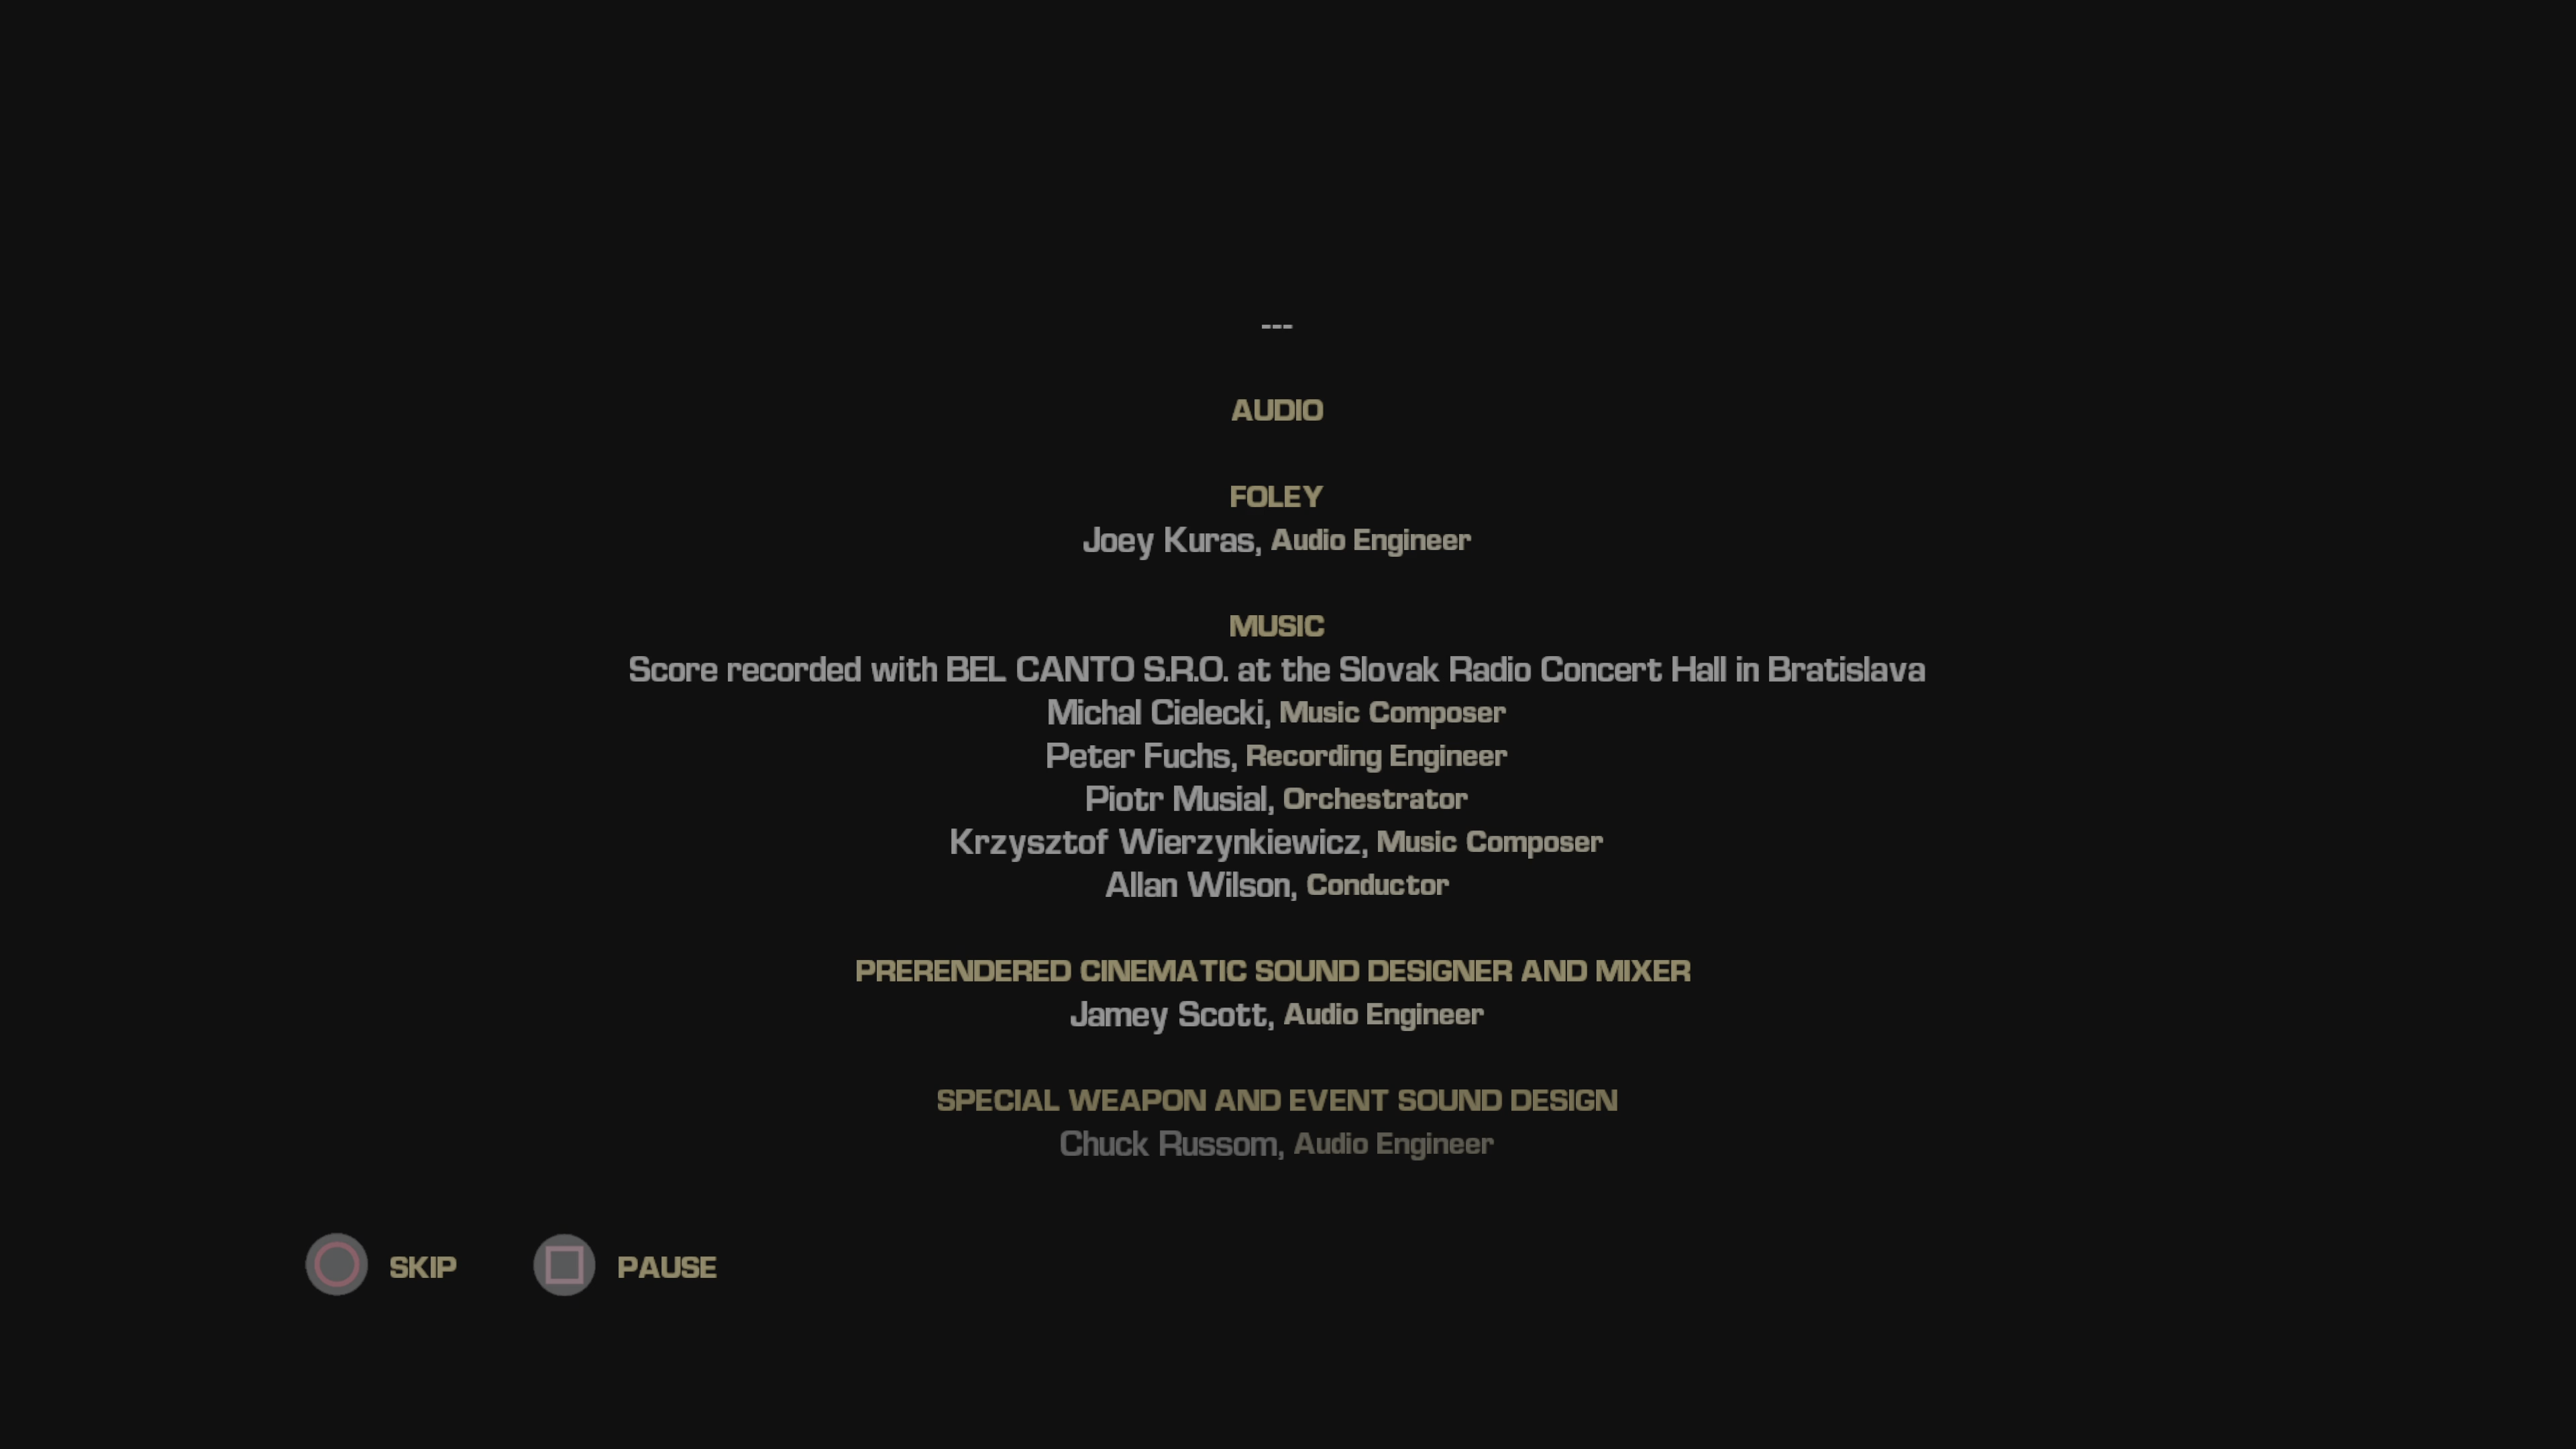 ---
AUDIO
FOLEY
Joey Kuras, Audio Engineer
MUSIC
Score recorded with BEL CANTO S.R.O. at the Slovak Radio Concert Hall in Bratislava
Michal Cielecki, Music Composer
Peter Fuchs, Recording Engineer
Piotr Musial, Orchestrator
Krzysztof Wierzynkiewicz, Music Composer
Allan Wilson, Conductor
PRERENDERED CINEMATIC SOUND DESIGNER AND MIXER
Jamey Scott, Audio Engineer
SPECIAL WEAPON AND EVENT SOUND DESIGN
Chuck Russom, Audio Engineer
SKIP PAUSE